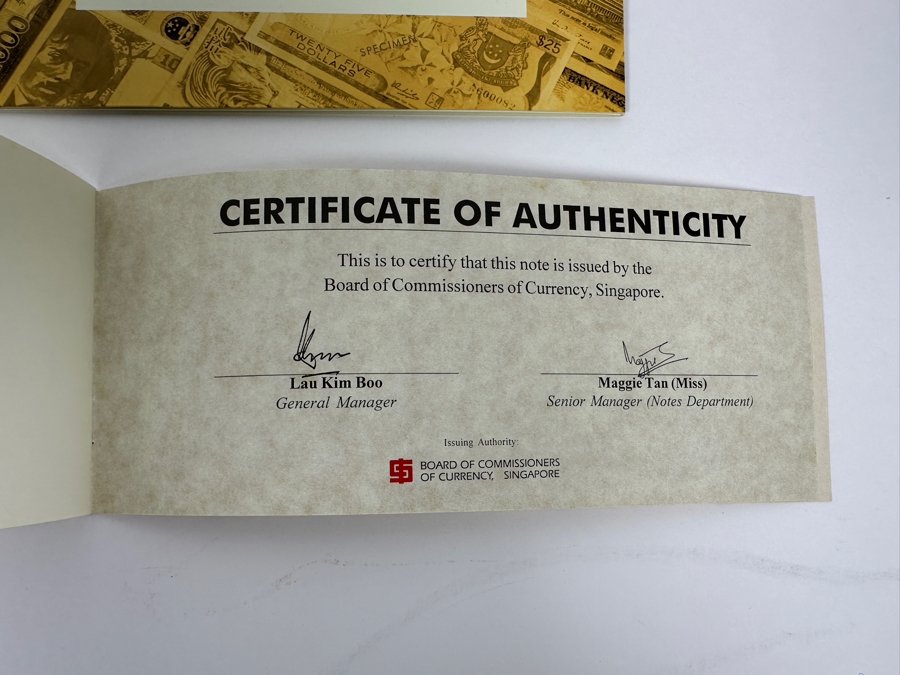 TWENTY FIVE
DOLLARS
SPECIMEN
$25
CERTIFICATE OF AUTHENTICITY
This is to certify that this note is issued by the
Board of Commissioners of Currency, Singapore.
Lau Kim Boo
General Manager
Maggie Tan (Miss)
Senior Manager (Notes Department)
Issuing Authority:
BOARD OF COMMISSIONERS
OF CURRENCY, SINGAPORE